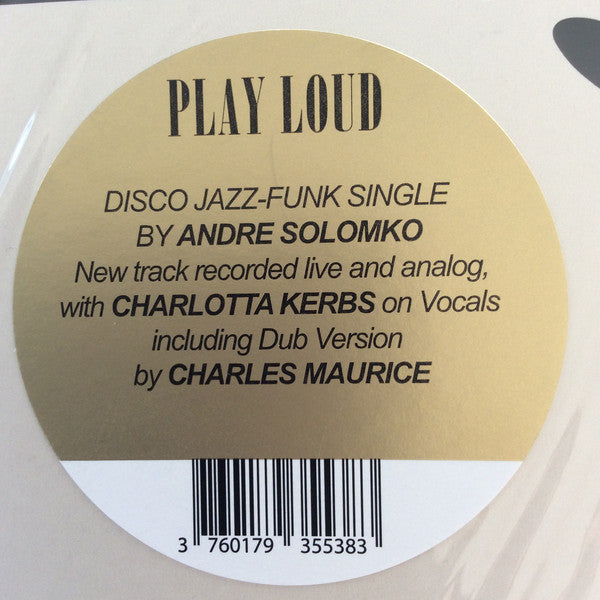 PLAY LOUD
DISCO JAZZ-FUNK SINGLE
BY ANDRE SOLOMKO
New track recorded live and analog,
with CHARLOTTA KERBS on Vocals
including Dub Version
by CHARLES MAURICE
3 760179 355383